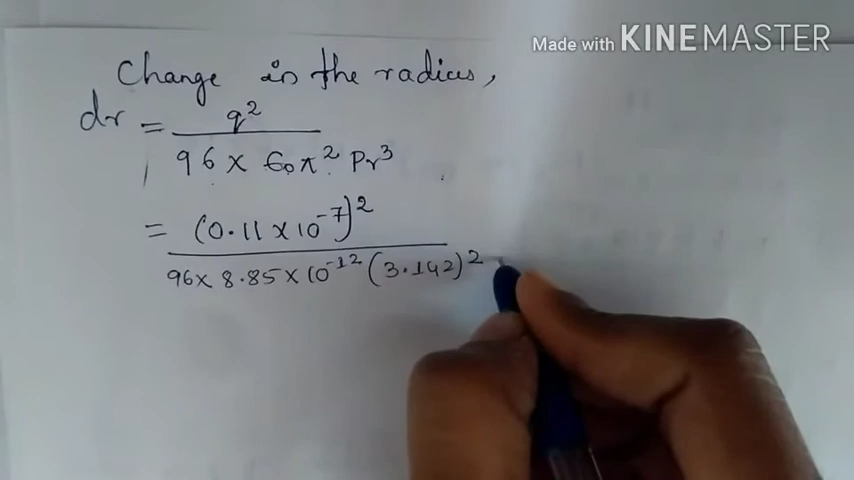 Made with KINEMASTER
Change in the radius,
dr = q² / 96 × ϵ₀π² Pr³
= (0.11 × 10⁻⁷)² / 96 × 8.85 × 10⁻¹² (3.142)²